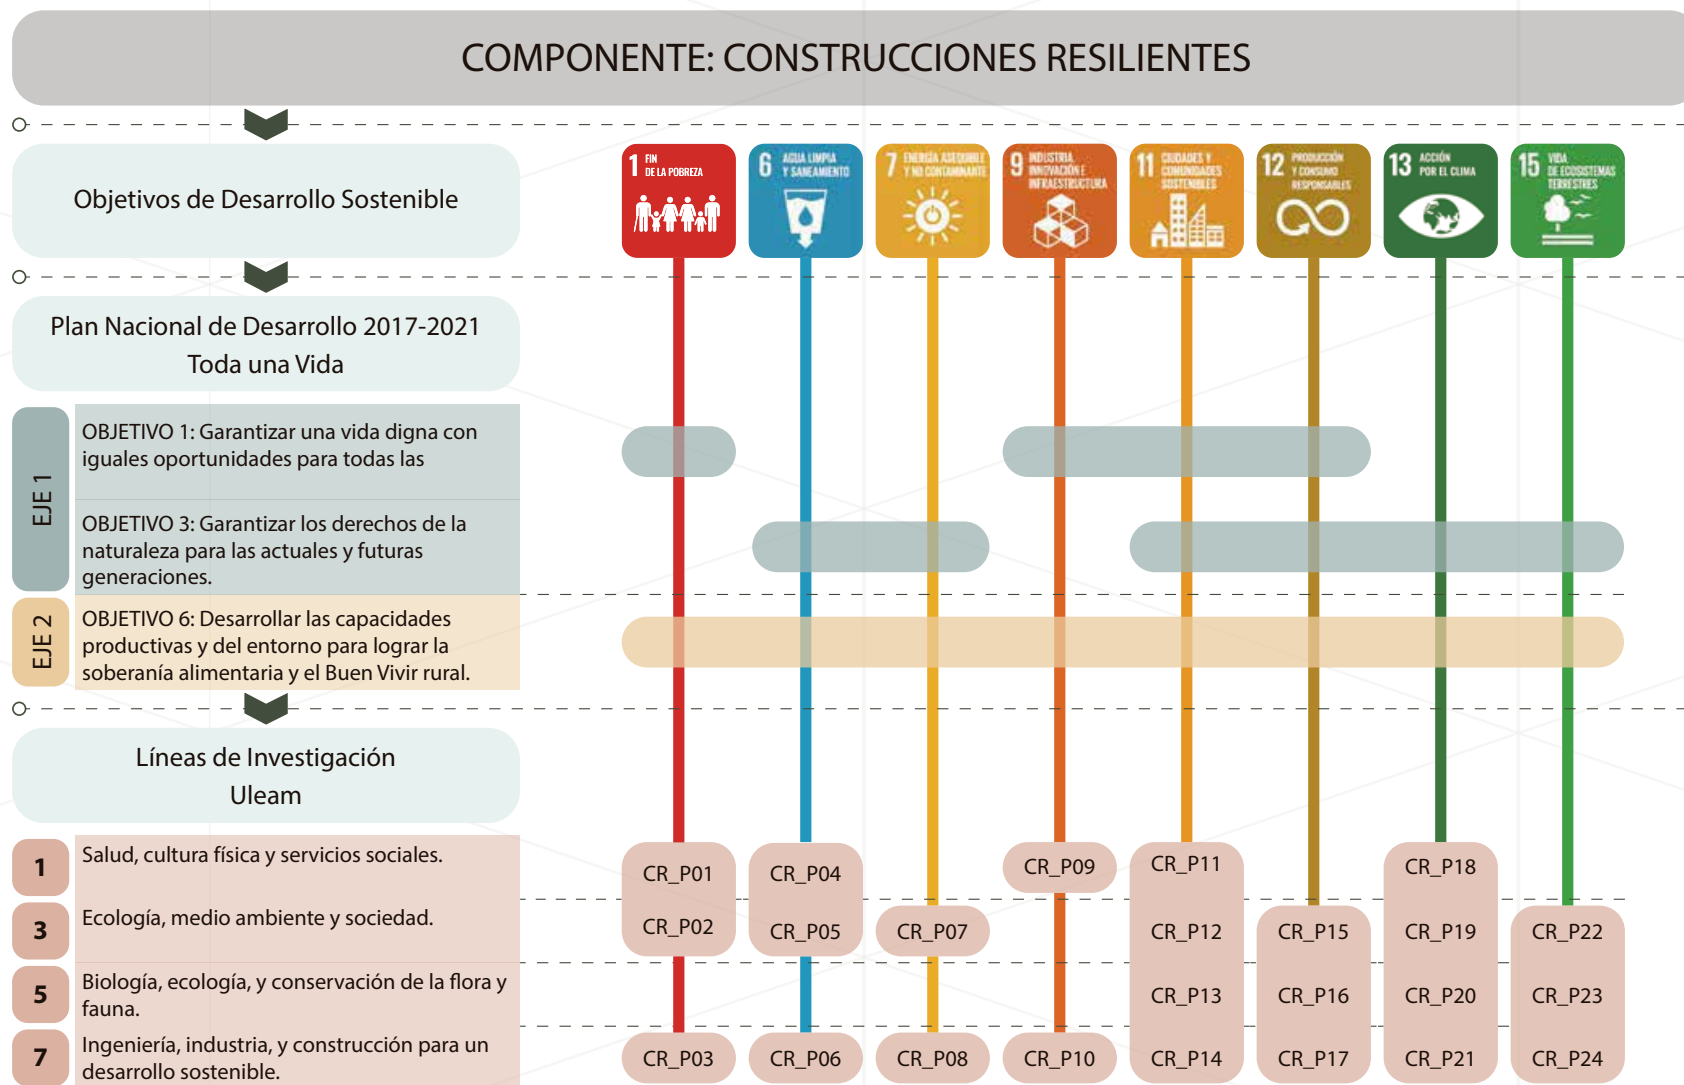 COMPONENTE: CONSTRUCCIONES RESILIENTES
Objetivos de Desarrollo Sostenible
1 FIN
DE LA POBREZA
6 AGUA LIMPIA
Y SANEAMIENTO
7 ENERGÍA ASEQUIBLE
Y NO CONTAMINANTE
9 INDUSTRIA,
INNOVACIÓN E
INFRAESTRUCTURA
11 CIUDADES Y
COMUNIDADES
SOSTENIBLES
12 PRODUCCIÓN
Y CONSUMO
RESPONSABLES
13 ACCIÓN
POR EL CLIMA
15 VIDA
DE ECOSISTEMAS
TERRESTRES
Plan Nacional de Desarrollo 2017-2021
Toda una Vida
EJE 1
OBJETIVO 1: Garantizar una vida digna con
iguales oportunidades para todas las
OBJETIVO 3: Garantizar los derechos de la
naturaleza para las actuales y futuras
generaciones.
EJE 2
OBJETIVO 6: Desarrollar las capacidades
productivas y del entorno para lograr la
soberanía alimentaria y el Buen Vivir rural.
Líneas de Investigación
Uleam
1 Salud, cultura física y servicios sociales.
CR_P01 CR_P04 CR_P09 CR_P11 CR_P18
3 Ecología, medio ambiente y sociedad.
CR_P02 CR_P05 CR_P07 CR_P12 CR_P15 CR_P19 CR_P22
5 Biología, ecología, y conservación de la flora y
fauna.
CR_P13 CR_P16 CR_P20 CR_P23
7 Ingeniería, industria, y construcción para un
desarrollo sostenible.
CR_P03 CR_P06 CR_P08 CR_P10 CR_P14 CR_P17 CR_P21 CR_P24